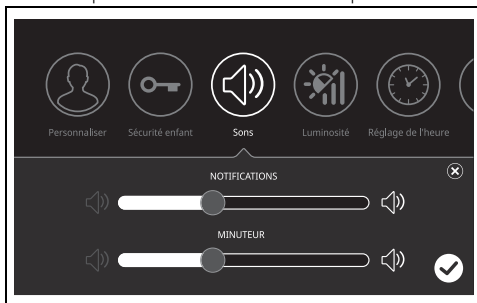 Personnaliser
Sécurité enfant
Sons
Luminosité
Réglage de l'heure
NOTIFICATIONS
MINUTEUR